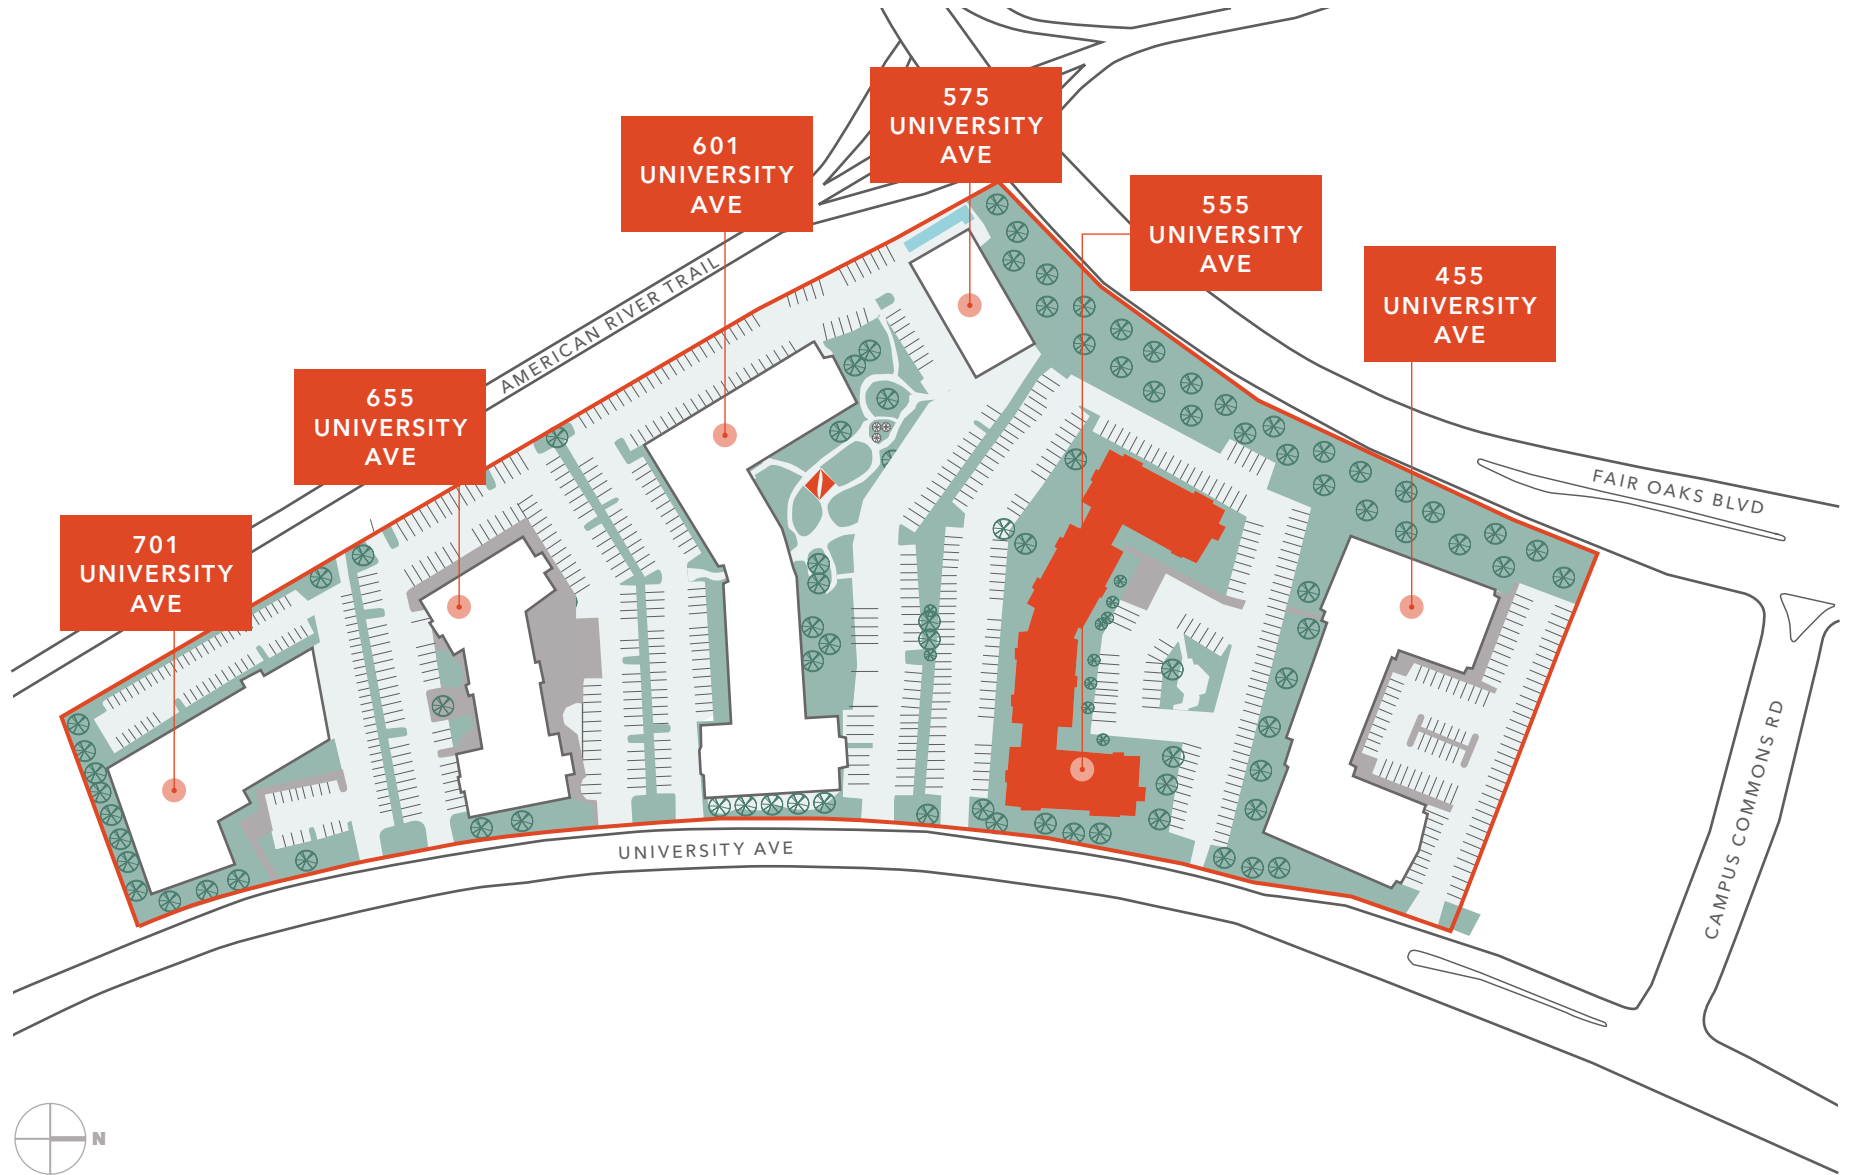 575
UNIVERSITY
AVE
601
UNIVERSITY
AVE
555
UNIVERSITY
AVE
455
UNIVERSITY
AVE
AMERICAN RIVER TRAIL
655
UNIVERSITY
AVE
FAIR OAKS BLVD
701
UNIVERSITY
AVE
CAMPUS COMMONS RD
UNIVERSITY AVE
N